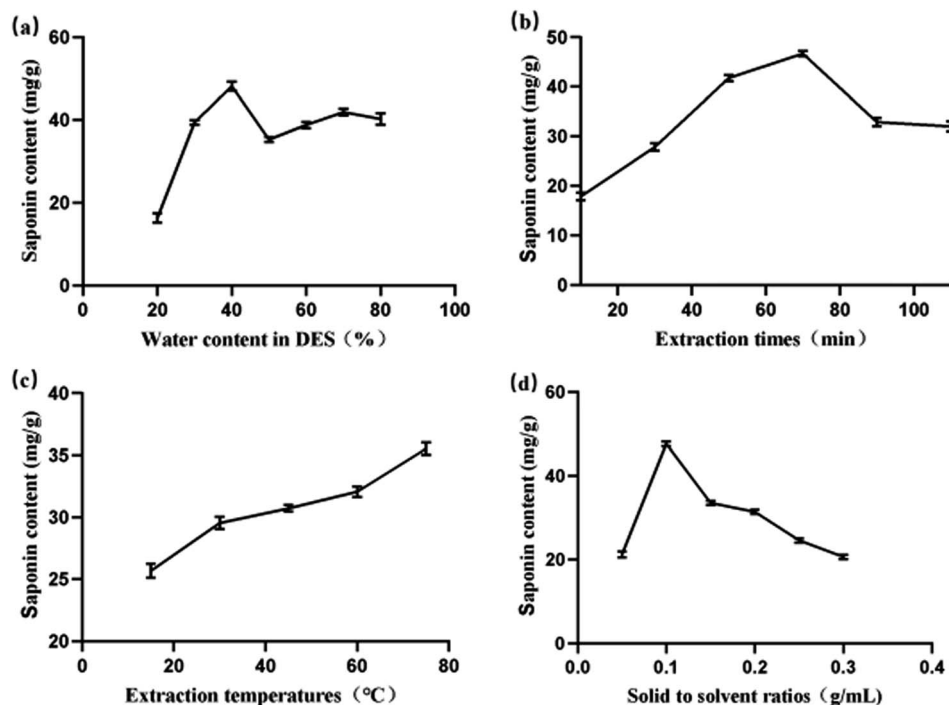 (a)
60
40
20
0
Saponin content (mg/g)
0 20 40 60 80 100
Water content in DES（%）
(b)
50
40
30
20
10
0
Saponin content (mg/g)
20 40 60 80 100
Extraction times（min）
(c)
40
35
30
25
20
Saponin content (mg/g)
0 20 40 60 80
Extraction temperatures（°C）
(d)
60
40
20
0
Saponin content (mg/g)
0.0 0.1 0.2 0.3 0.4
Solid to solvent ratios（g/mL)